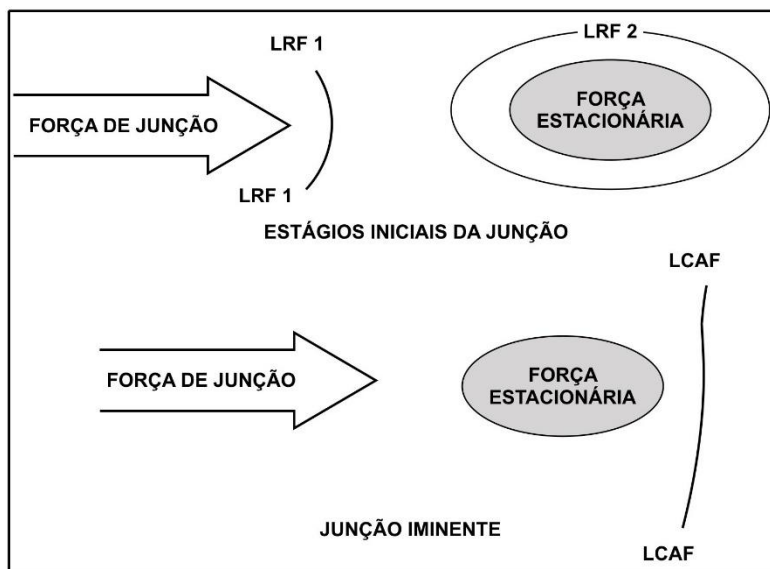 LRF 1
LRF 2
FORÇA DE JUNÇÃO
FORÇA
ESTACIONÁRIA
LRF 1
ESTÁGIOS INICIAIS DA JUNÇÃO
LCAF
FORÇA DE JUNÇÃO
FORÇA
ESTACIONÁRIA
JUNÇÃO IMINENTE
LCAF